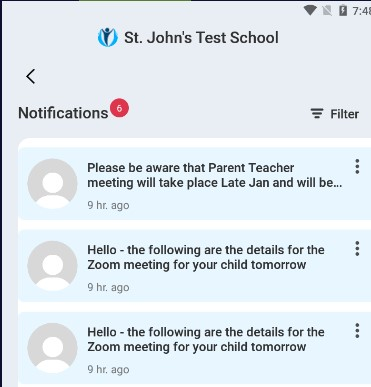 7:48
St. John's Test School
Notifications 6
Filter
Please be aware that Parent Teacher
meeting will take place Late Jan and will be...
9 hr. ago
Hello - the following are the details for the
Zoom meeting for your child tomorrow
9 hr. ago
Hello - the following are the details for the
Zoom meeting for your child tomorrow
9 hr. ago